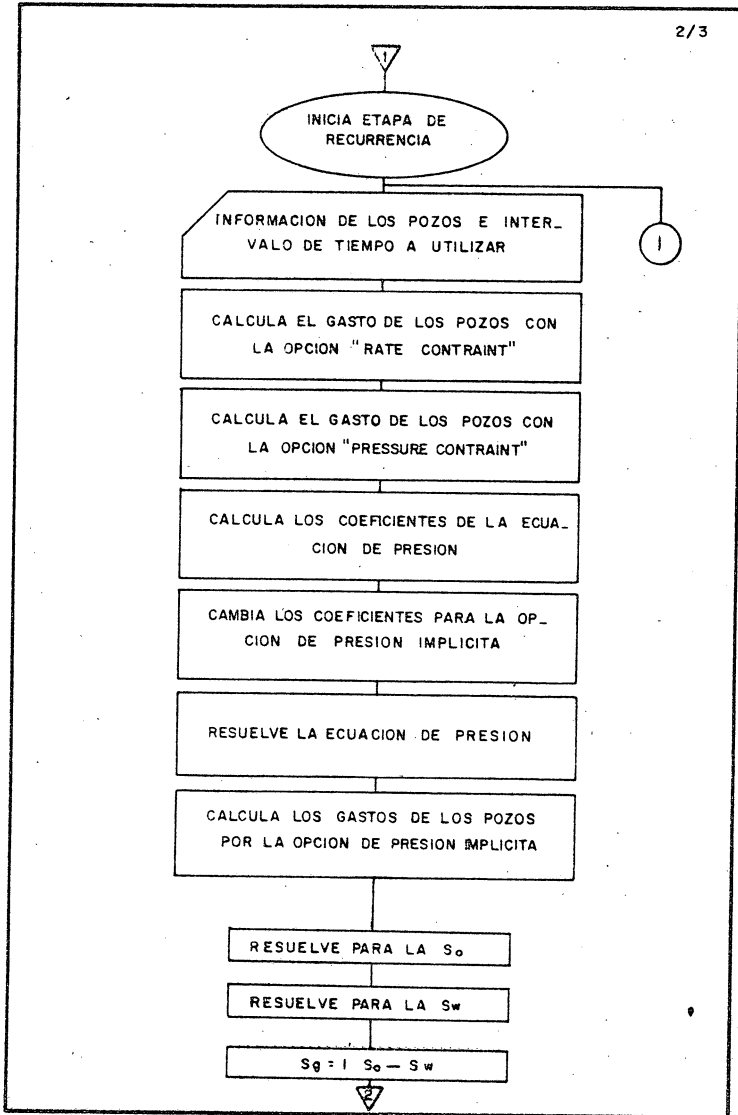 2/3
1
INICIA ETAPA DE
RECURRENCIA
INFORMACION DE LOS POZOS E INTER_
VALO DE TIEMPO A UTILIZAR
1
CALCULA EL GASTO DE LOS POZOS CON
LA OPCION "RATE CONTRAINT"
CALCULA EL GASTO DE LOS POZOS CON
LA OPCION "PRESSURE CONTRAINT"
CALCULA LOS COEFICIENTES DE LA ECUA_
CION DE PRESION
CAMBIA LOS COEFICIENTES PARA LA OP_
CION DE PRESION IMPLICITA
RESUELVE LA ECUACION DE PRESION
CALCULA LOS GASTOS DE LOS POZOS
POR LA OPCION DE PRESION IMPLICITA
RESUELVE PARA LA So
RESUELVE PARA LA Sw
Sg = 1 So - Sw
2